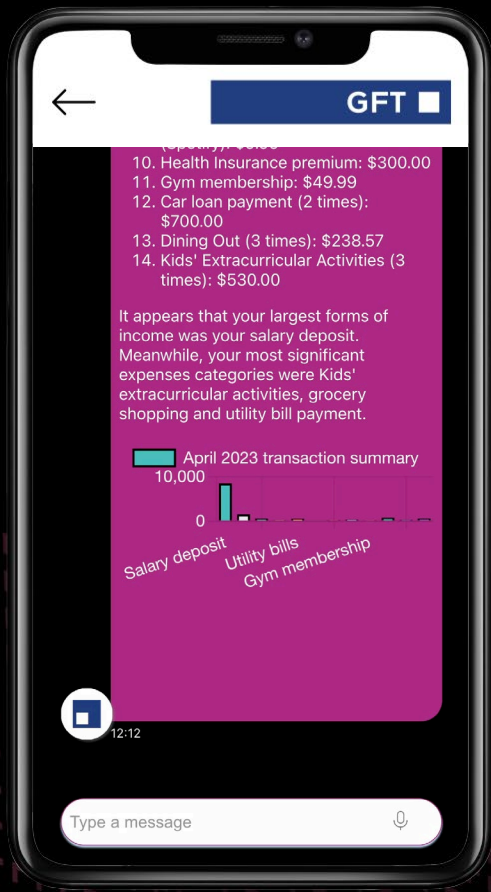 GFT
10. Health Insurance premium: $300.00
11. Gym membership: $49.99
12. Car loan payment (2 times):
$700.00
13. Dining Out (3 times): $238.57
14. Kids' Extracurricular Activities (3
times): $530.00
It appears that your largest forms of
income was your salary deposit.
Meanwhile, your most significant
expenses categories were Kids'
extracurricular activities, grocery
shopping and utility bill payment.
April 2023 transaction summary
10,000
0
Salary deposit
Utility bills
Gym membership
12:12
Type a message